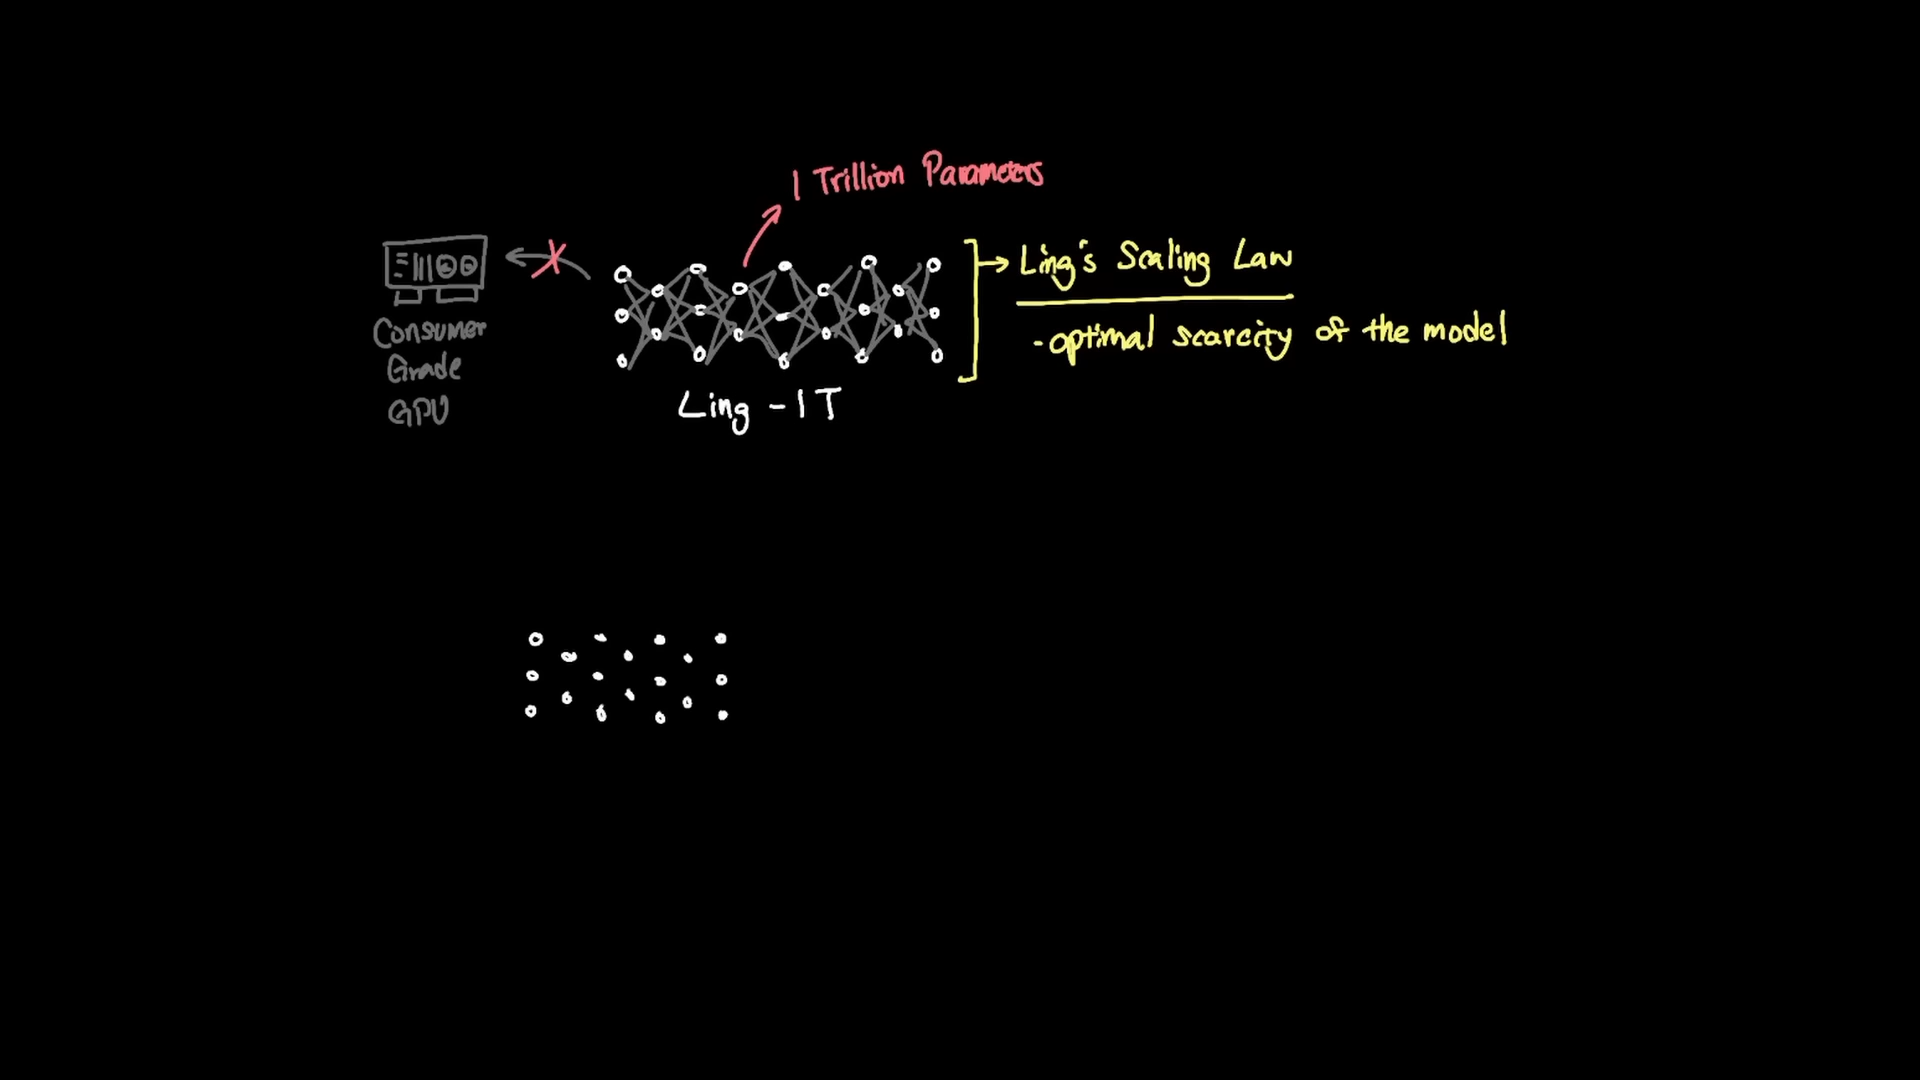 1 Trillion Parameters
Consumer
Grade
GPU
Ling-1T
Ling's Scaling Law
-optimal scarcity of the model